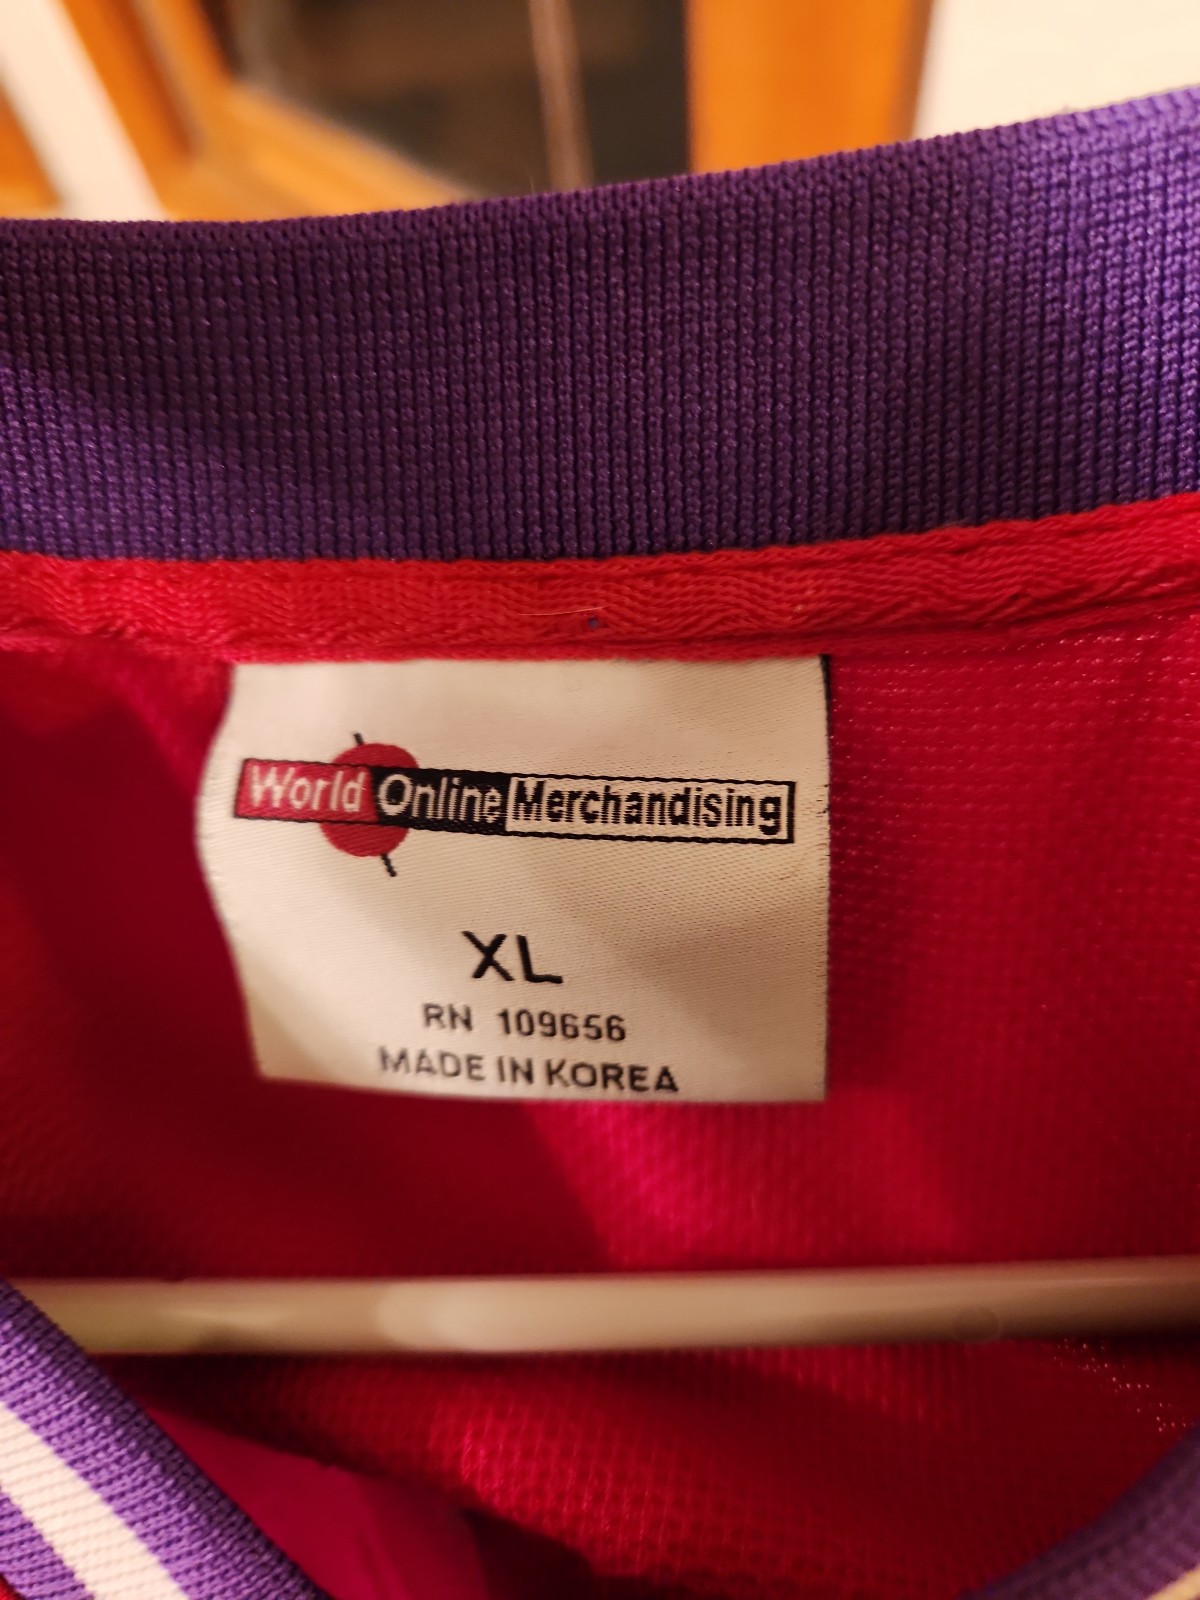 World Online Merchandising
XL
RN 109656
MADE IN KOREA